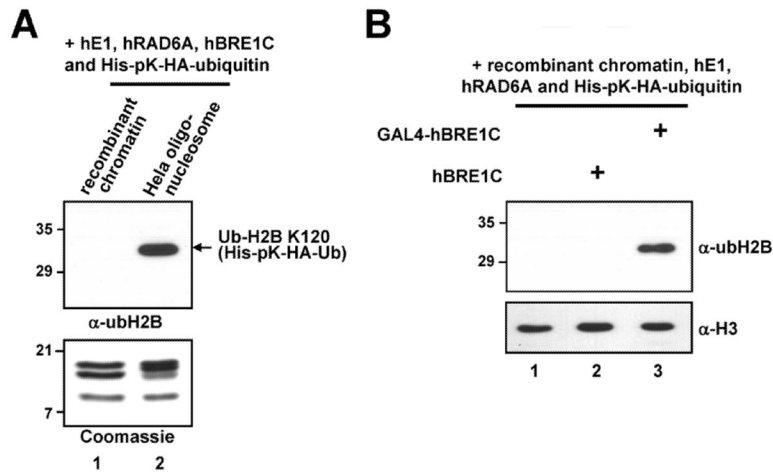 A
+ hE1, hRAD6A, hBRE1C
and His-pK-HA-ubiquitin
recombinant
chromatin
Hela oligo-
nucleosome
35
29
Ub-H2B K120
(His-pK-HA-Ub)
α-ubH2B
21
7
Coomassie
1 2
B
+ recombinant chromatin, hE1,
hRAD6A and His-pK-HA-ubiquitin
GAL4-hBRE1C +
hBRE1C +
35
29
α-ubH2B
α-H3
1 2 3